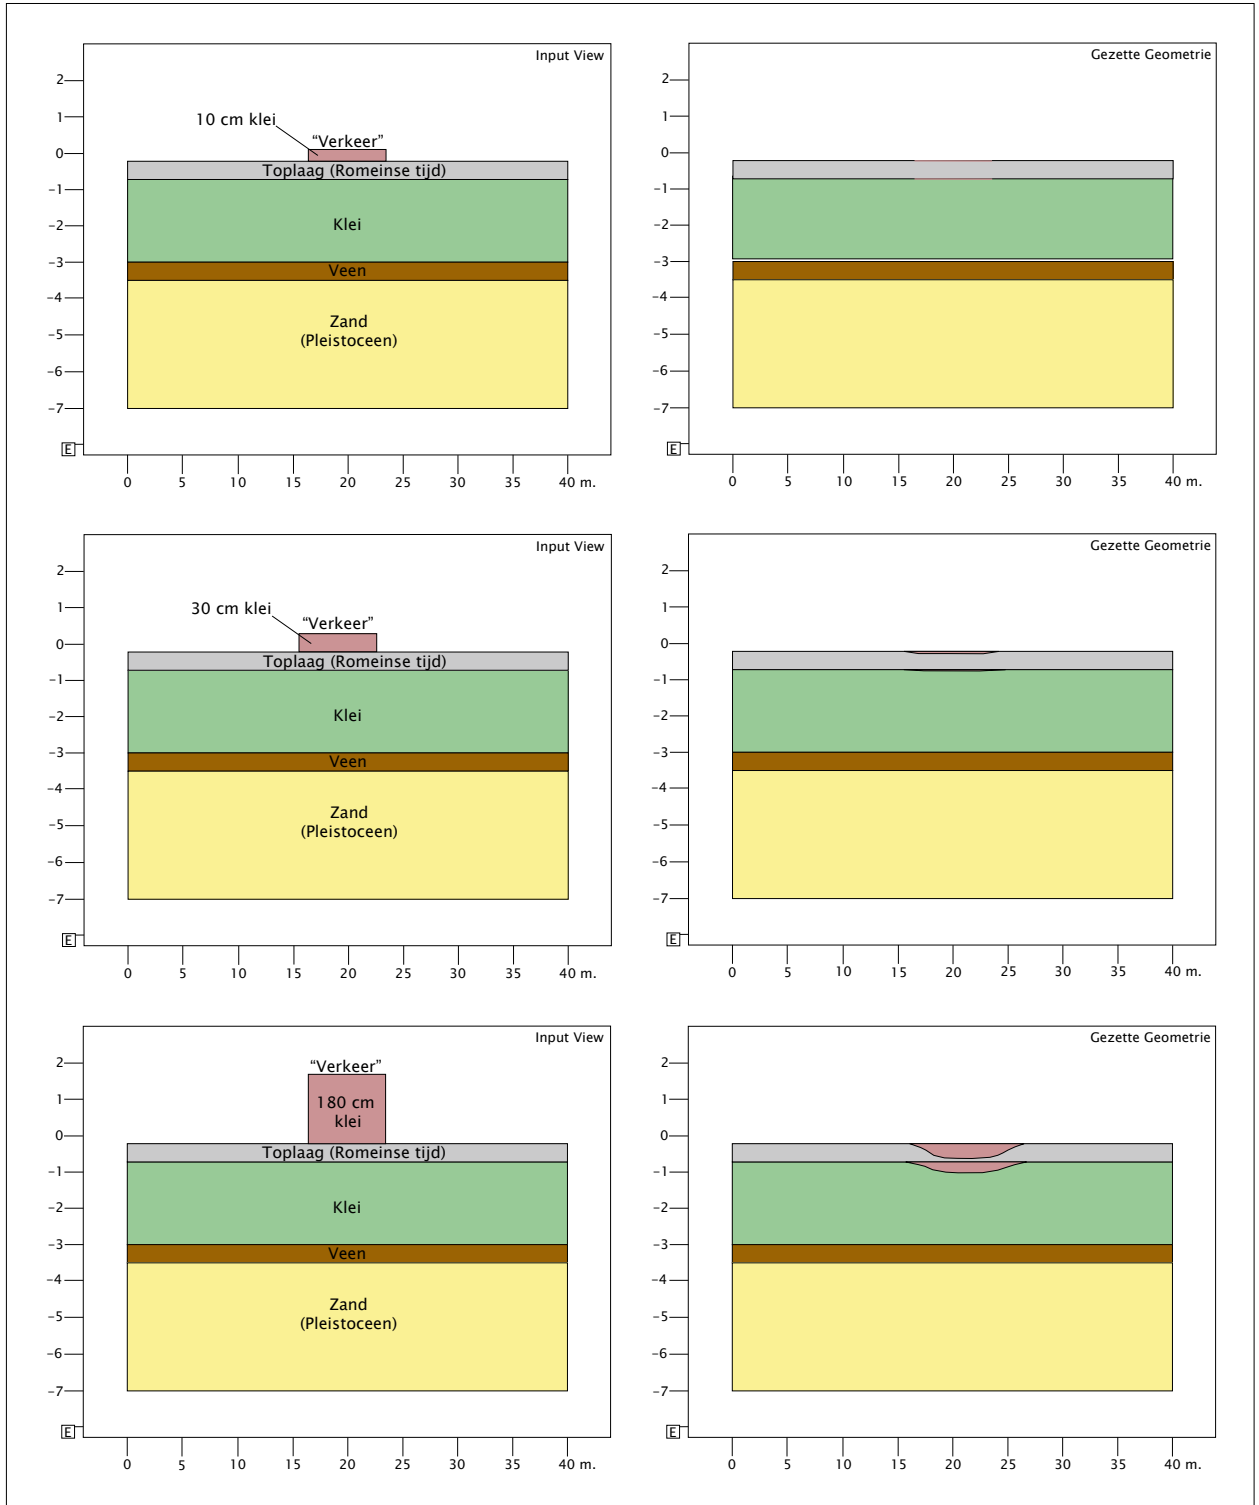 Input View
2
1
0
-1
-2
-3
-4
-5
-6
-7
E
10 cm klei
“Verkeer”
Toplaag (Romeinse tijd)
Klei
Veen
Zand
(Pleistoceen)
0 5 10 15 20 25 30 35 40 m.
Gezette Geometrie
2
1
0
-1
-2
-3
-4
-5
-6
-7
E
0 5 10 15 20 25 30 35 40 m.
Input View
2
1
0
-1
-2
-3
-4
-5
-6
-7
E
30 cm klei
“Verkeer”
Toplaag (Romeinse tijd)
Klei
Veen
Zand
(Pleistoceen)
0 5 10 15 20 25 30 35 40 m.
Gezette Geometrie
2
1
0
-1
-2
-3
-4
-5
-6
-7
E
0 5 10 15 20 25 30 35 40 m.
Input View
2
1
0
-1
-2
-3
-4
-5
-6
-7
E
“Verkeer”
180 cm
klei
Toplaag (Romeinse tijd)
Klei
Veen
Zand
(Pleistoceen)
0 5 10 15 20 25 30 35 40 m.
Gezette Geometrie
2
1
0
-1
-2
-3
-4
-5
-6
-7
E
0 5 10 15 20 25 30 35 40 m.